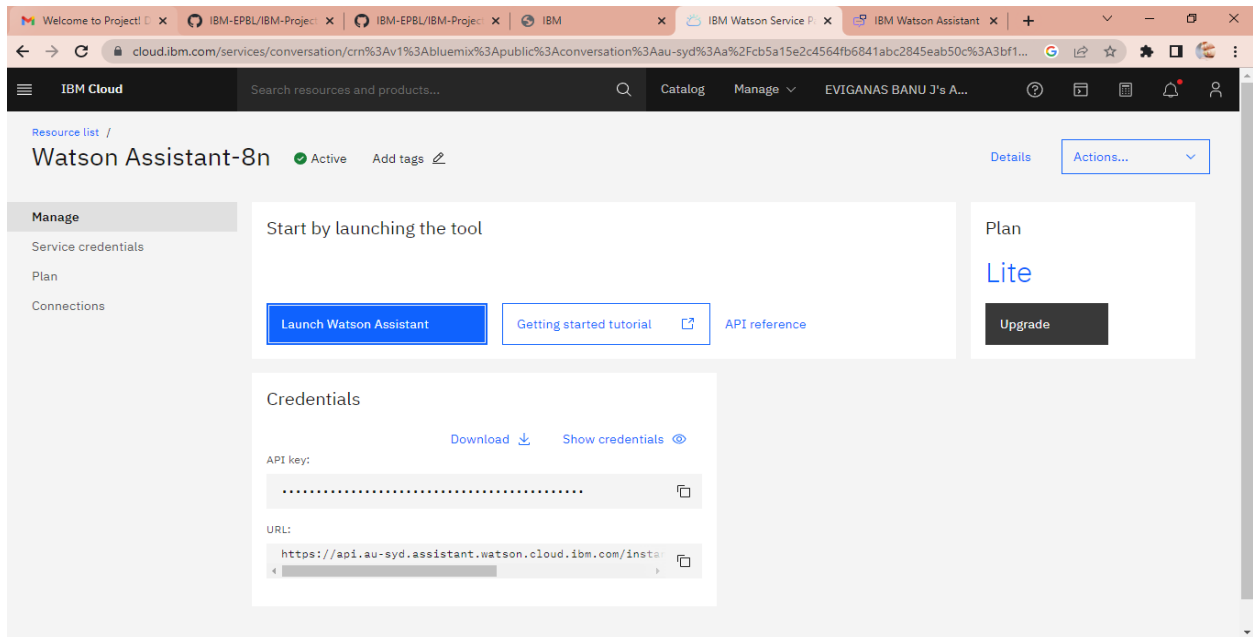 Welcome to Project! D
IBM-EPBL/IBM-Project
IBM-EPBL/IBM-Project
IBM
IBM Watson Service P
IBM Watson Assistant
cloud.ibm.com/services/conversation/crn%3Av1%3Abluemix%3Apublic%3Aconversation%3Aau-syd%3Aa%2Fcb5a15e2c4564fb6841abc2845eab50c%3A3bf1...
IBM Cloud
Search resources and products...
Catalog
Manage
EVIGANAS BANU J's A...
Resource list /
Watson Assistant-8n
Active
Add tags
Details
Actions...
Manage
Service credentials
Plan
Connections
Start by launching the tool
Launch Watson Assistant
Getting started tutorial
API reference
Plan
Lite
Upgrade
Credentials
Download
Show credentials
API key:
URL:
https://api.au-syd.assistant.watson.cloud.ibm.com/insta